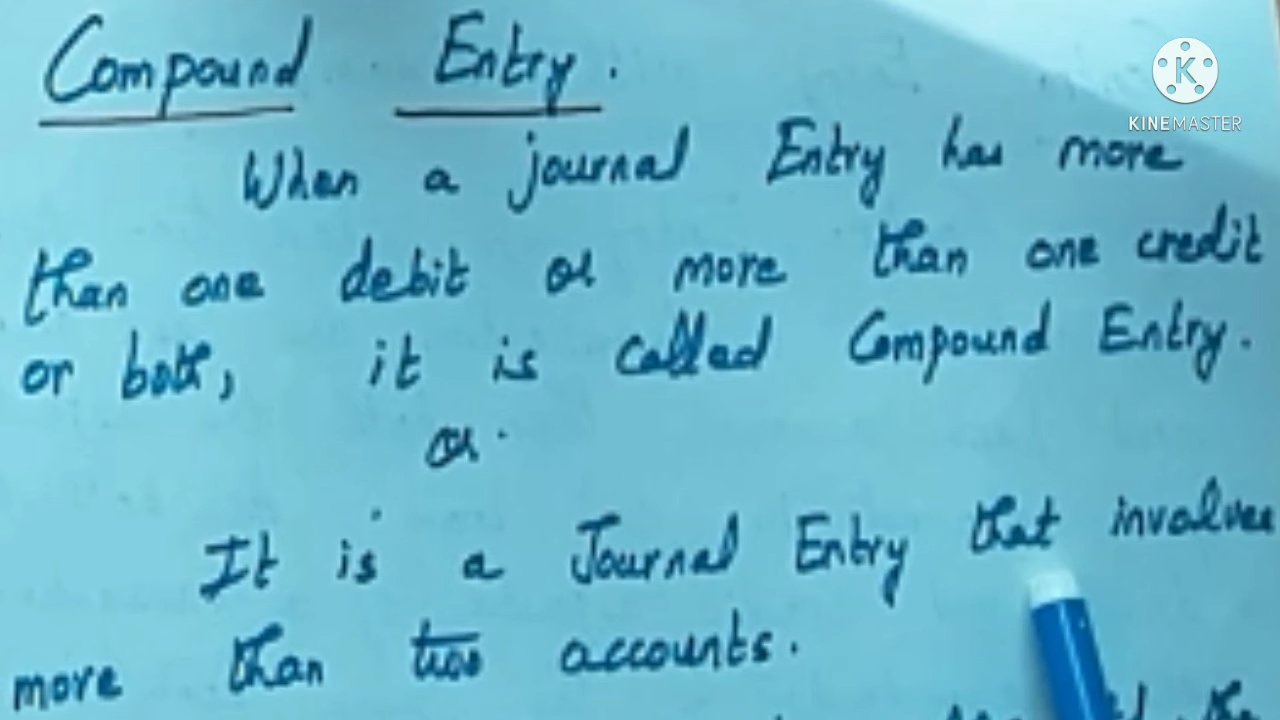 Compound Entry.
KINEMASTER
When a journal Entry has more
than one debit or more than one credit
or both, it is called Compound Entry.
or.
It is a Journal Entry that involves
more than two accounts.